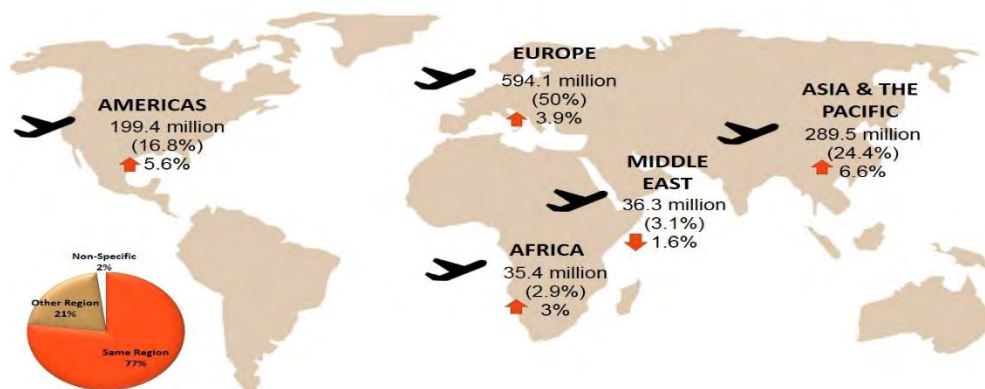 AMERICAS
199.4 million
(16.8%)
5.6%
EUROPE
594.1 million
(50%)
3.9%
ASIA & THE
PACIFIC
289.5 million
(24.4%)
6.6%
MIDDLE
EAST
36.3 million
(3.1%)
1.6%
AFRICA
35.4 million
(2.9%)
3%
Non-Specific
2%
Other Region
21%
Same Region
77%